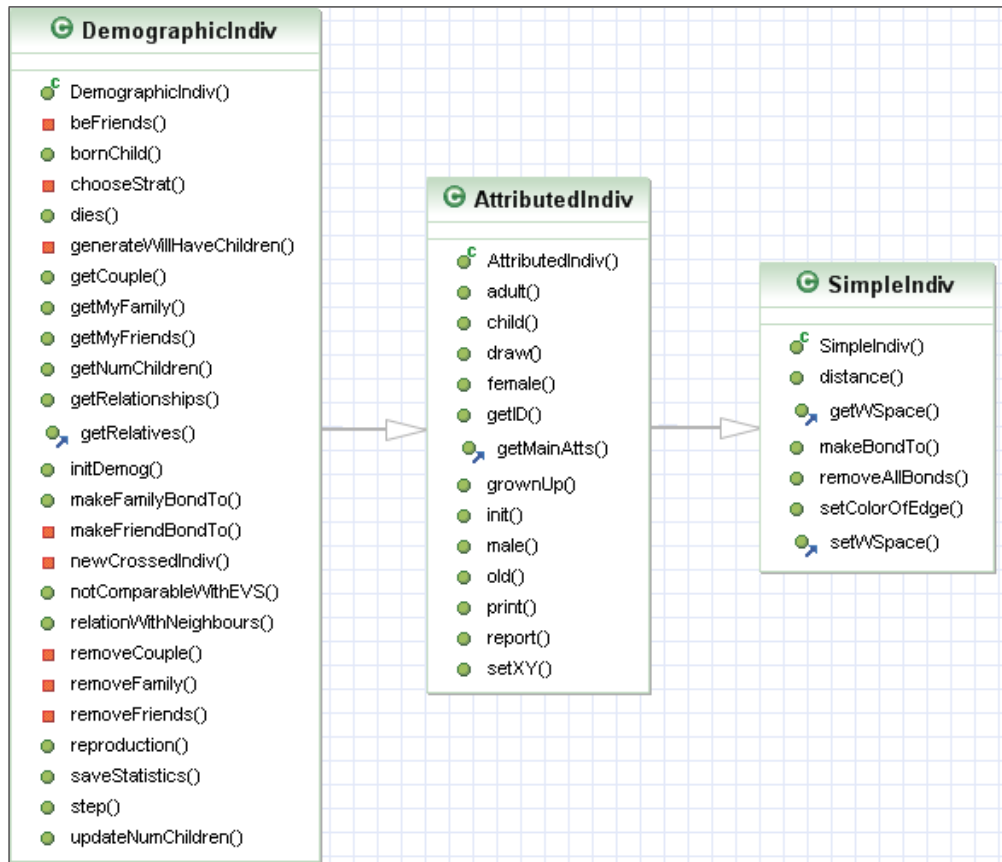 DemographicIndiv
DemographicIndiv()
beFriends()
bornChild()
chooseStrat()
dies()
generateWillHaveChildren()
getCouple()
getMyFamily()
getMyFriends()
getNumChildren()
getRelationships()
getRelatives()
initDemog()
makeFamilyBondTo()
makeFriendBondTo()
newCrossedIndiv()
notComparableWithEVS()
relationWithNeighbours()
removeCouple()
removeFamily()
removeFriends()
reproduction()
saveStatistics()
step()
updateNumChildren()
AttributedIndiv
AttributedIndiv()
adult()
child()
draw()
female()
getID()
getMainAtts()
grownUp()
init()
male()
old()
print()
report()
setXY()
SimpleIndiv
SimpleIndiv()
distance()
getWSpace()
makeBondTo()
removeAllBonds()
setColorOfEdge()
setWSpace()